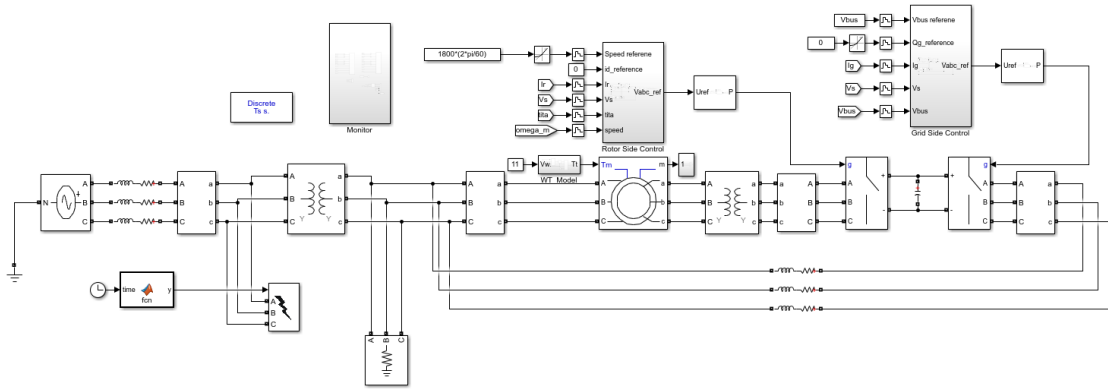 Vbus
Vbus referene
0
Qg_reference
Ig
Ig
Vabc_ref
Uref
P
Vs
Vs
Vbus
Vbus
Grid Side Control
1800*(2*pi/60)
Speed referene
0
id_reference
Ir
Ir
Vabc_ref
Uref
P
Vs
Vs
tita
tita
omega_m
speed
Rotor Side Control
Monitor
Discrete
Ts s.
11
Vw
Tt
WT_Model
Tm
m
1
g
g
N
A
B
C
A
B
C
a
b
c
A
B
C
a
b
c
Y
Y
A
B
C
a
b
c
A
B
C
a
b
c
A
B
C
a
b
c
Y
Y
A
B
C
a
b
c
A
B
C
+
-
+
-
A
B
C
A
B
C
a
b
c
time
y
fcn
A
B
C
A
B
C